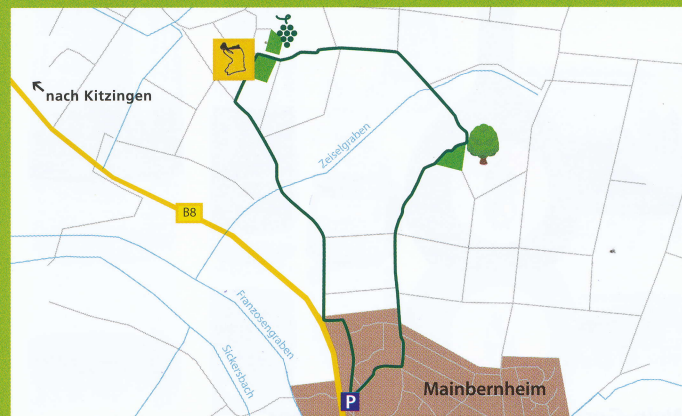 nach Kitzingen
Zeiselgraben
B8
Franzosengraben
Sickersbach
Mainbernheim
P